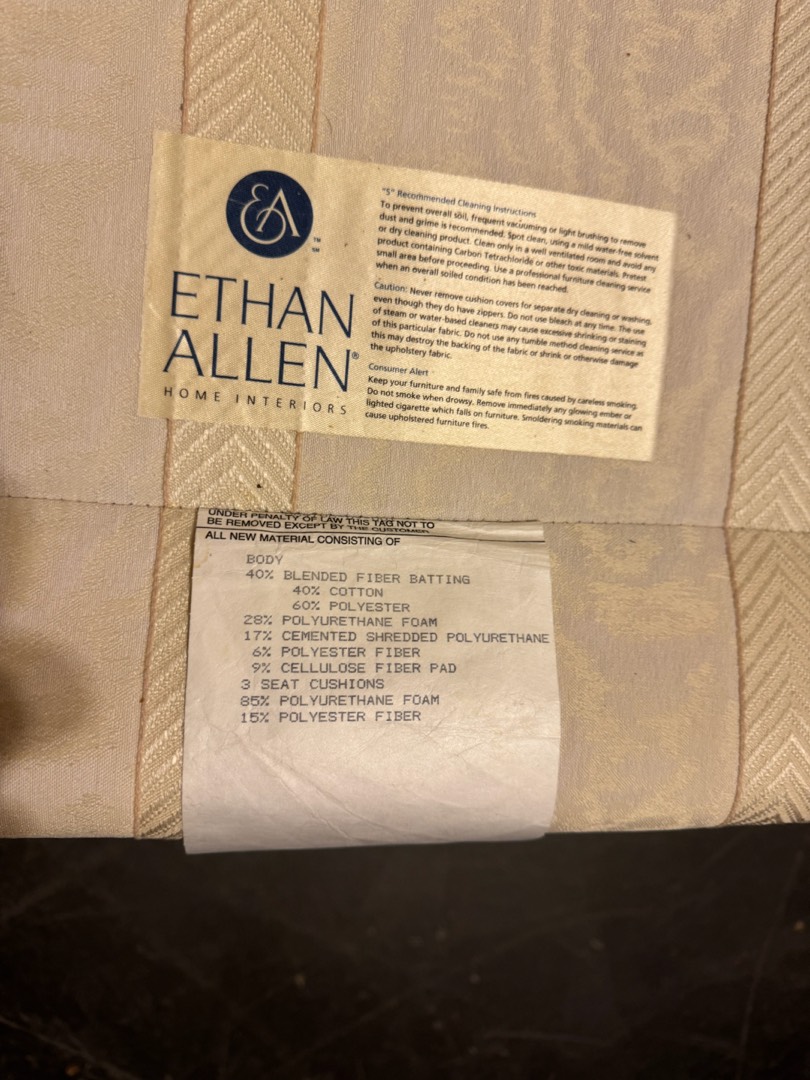 EA
™
℠
ETHAN
ALLEN®
HOME INTERIORS
"S" Recommended Cleaning Instructions
To prevent overall soil, frequent vacuuming or light brushing to remove
dust and grime is recommended. Spot clean, using a mild water-free solvent
or dry cleaning product. Clean only in a well ventilated room and avoid any
product containing Carbon Tetrachloride or other toxic materials. Pretest
small area before proceeding. Use a professional furniture cleaning service
when an overall soiled condition has been reached.
Caution: Never remove cushion covers for separate dry cleaning or washing,
even though they do have zippers. Do not use bleach at any time. The use
of steam or water-based cleaners may cause excessive shrinking or staining
of this particular fabric. Do not use any tumble method cleaning service as
this may destroy the backing of the fabric or shrink or otherwise damage
the upholstery fabric.
Consumer Alert
Keep your furniture and family safe from fires caused by careless smoking.
Do not smoke when drowsy. Remove immediately any glowing ember or
lighted cigarette which falls on furniture. Smoldering smoking materials can
cause upholstered furniture fires.
UNDER PENALTY OF LAW THIS TAG NOT TO
BE REMOVED EXCEPT BY THE CUSTOMER
ALL NEW MATERIAL CONSISTING OF
BODY
40% BLENDED FIBER BATTING
40% COTTON
60% POLYESTER
28% POLYURETHANE FOAM
17% CEMENTED SHREDDED POLYURETHANE
6% POLYESTER FIBER
9% CELLULOSE FIBER PAD
3 SEAT CUSHIONS
85% POLYURETHANE FOAM
15% POLYESTER FIBER